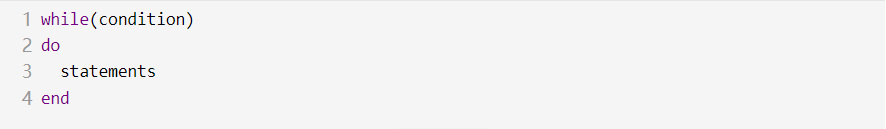 1 while(condition)
2 do
3   statements
4 end